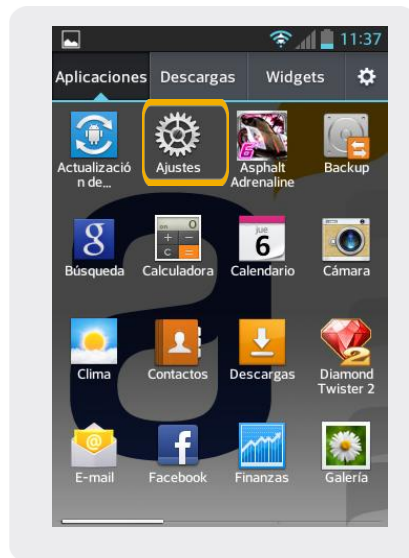 11:37
Aplicaciones Descargas Widgets
Actualizació
n de...
Ajustes
Asphalt
Adrenaline
Backup
Búsqueda
Calculadora
jue
6
Calendario
Cámara
Clima
Contactos
Descargas
Diamond
Twister 2
E-mail
Facebook
Finanzas
Galería